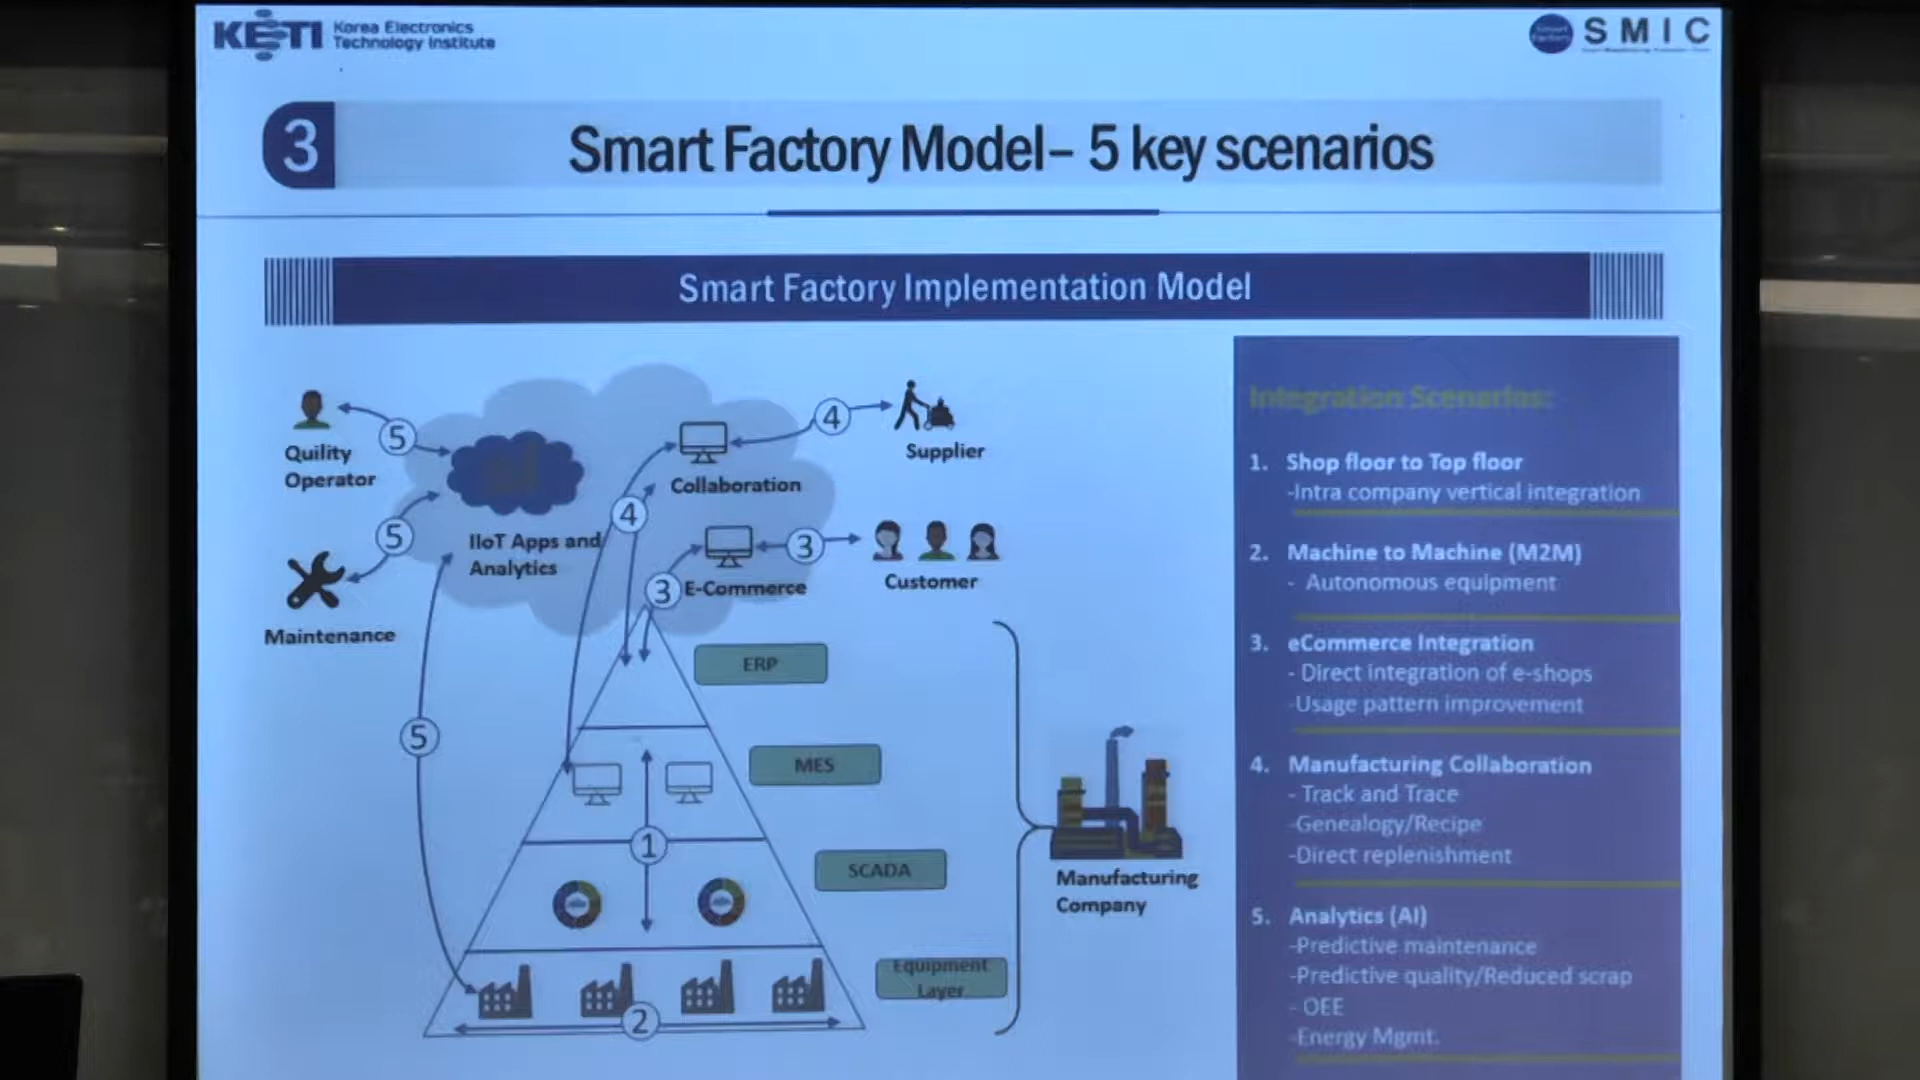 KETI Korea Electronics
Technology Institute
SMIC
3
Smart Factory Model– 5 key scenarios
Smart Factory Implementation Model
Quility
Operator
5
Maintenance
5
IIoT Apps and
Analytics
5
Collaboration
4
Supplier
4
E-Commerce
3
Customer
3
ERP
MES
SCADA
Equipment
Layer
1
2
Manufacturing
Company
Integration Scenarios:
1. Shop floor to Top floor
-Intra company vertical integration
2. Machine to Machine (M2M)
- Autonomous equipment
3. eCommerce Integration
- Direct integration of e-shops
-Usage pattern improvement
4. Manufacturing Collaboration
- Track and Trace
-Genealogy/Recipe
-Direct replenishment
5. Analytics (AI)
-Predictive maintenance
-Predictive quality/Reduced scrap
- OEE
-Energy Mgmt.